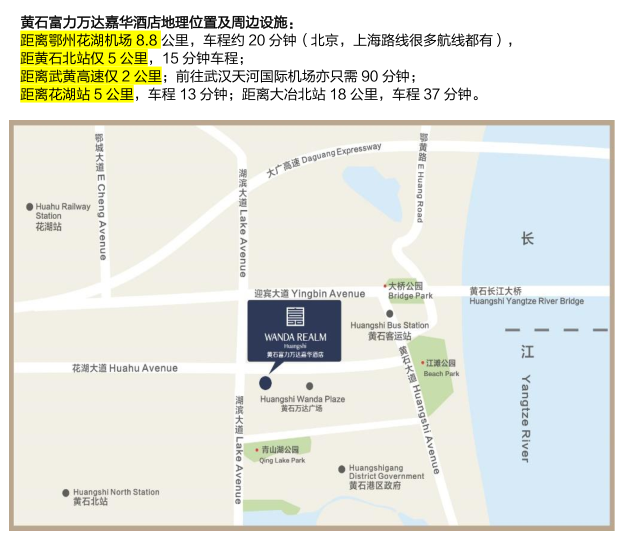 黄石富力万达嘉华酒店地理位置及周边设施：
距离鄂州花湖机场 8.8 公里，车程约 20 分钟（北京，上海路线很多航线都有），
距黄石北站仅 5 公里，15 分钟车程；
距离武黄高速仅 2 公里；前往武汉天河国际机场亦只需 90 分钟；
距离花湖站 5 公里，车程 13 分钟；距离大冶北站 18 公里，车程 37 分钟。
鄂城大道 E Cheng Avenue
湖滨大道 Lake Avenue
大广高速 Daguang Expressway
鄂黄路 E Huang Road
Huahu Railway
Station
花湖站
长
江
Yangtze River
迎宾大道 Yingbin Avenue
大桥公园
Bridge Park
黄石长江大桥
Huangshi Yangtze River Bridge
Huangshi Bus Station
黄石客运站
WANDA REALM
Huangshi
黄石富力万达嘉华酒店
花湖大道 Huahu Avenue
江滩公园
Beach Park
黄石大道 Huangshi Avenue
Huangshi Wanda Plaze
黄石万达广场
湖滨大道 Lake Avenue
青山湖公园
Qing Lake Park
Huangshigang
District Government
黄石港区政府
Huangshi North Station
黄石北站